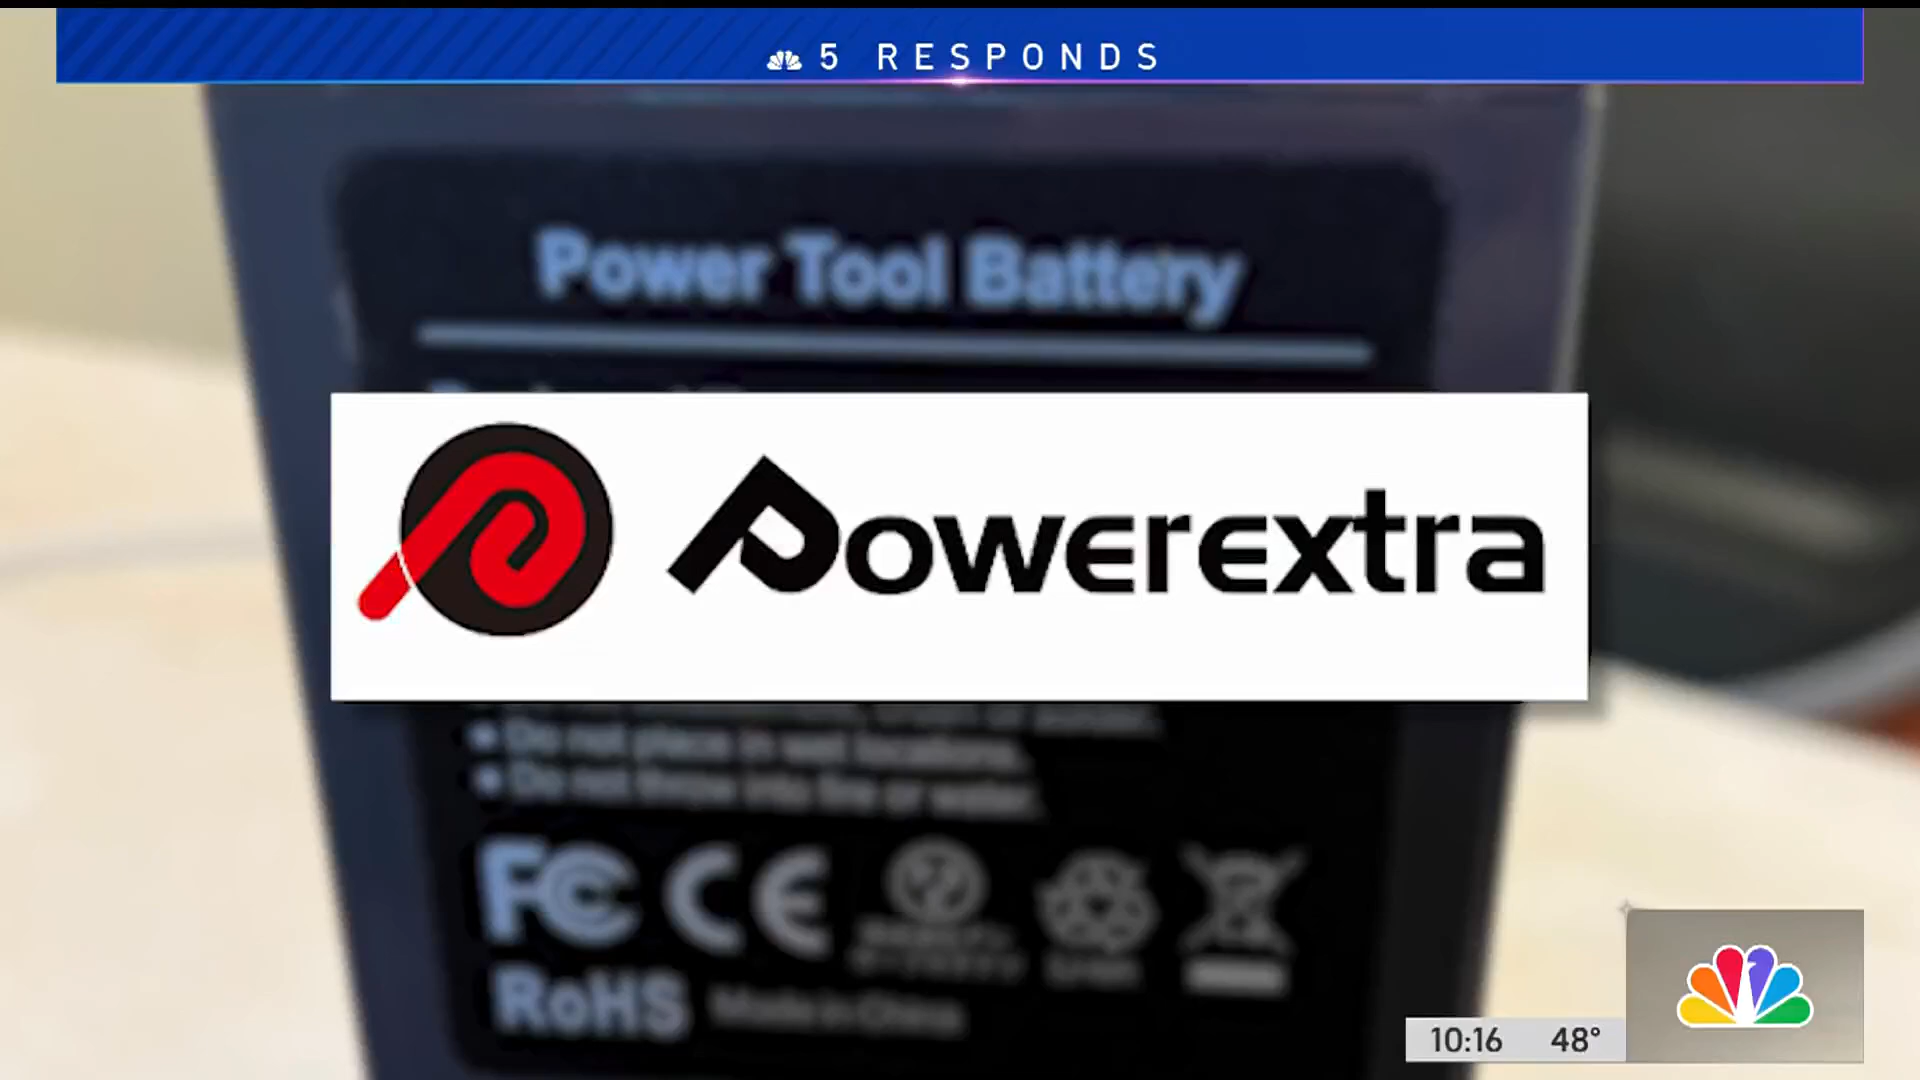 5 RESPONDS
Power Tool Battery
Powerextra
• Do not place in wet locations.
• Do not throw into fire or water.
FC CE
RoHS Made in China
10:16 48°